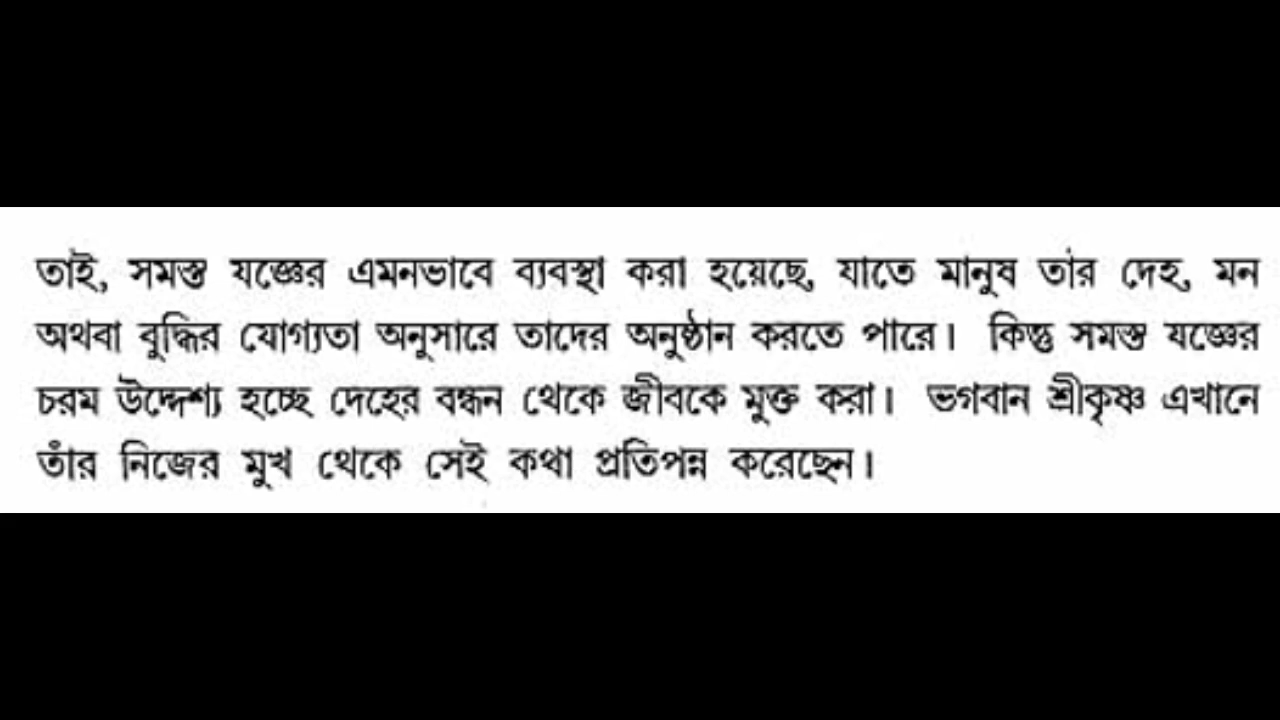 তাই, সমস্ত যজ্ঞের এমনভাবে ব্যবস্থা করা হয়েছে, যাতে মানুষ তাঁর দেহ, মন
অথবা বুদ্ধির যোগ্যতা অনুসারে তাদের অনুষ্ঠান করতে পারে। কিন্তু সমস্ত যজ্ঞের
চরম উদ্দেশ্য হচ্ছে দেহের বন্ধন থেকে জীবকে মুক্ত করা। ভগবান শ্রীকৃষ্ণ এখানে
তাঁর নিজের মুখ থেকে সেই কথা প্রতিপন্ন করেছেন।